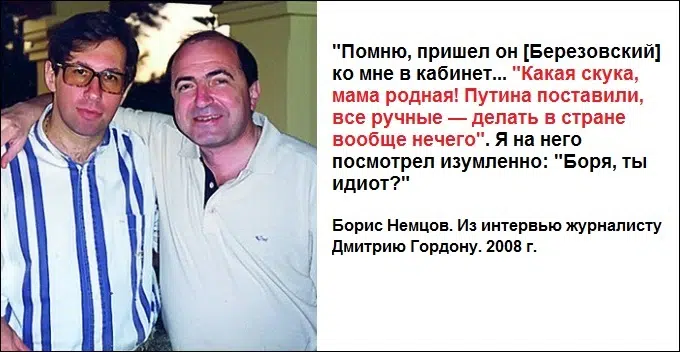 "Помню, пришел он [Березовский]
ко мне в кабинет... "Какая скука,
мама родная! Путина поставили,
все ручные — делать в стране
вообще нечего". Я на него
посмотрел изумленно: "Боря, ты
идиот?"
Борис Немцов. Из интервью журналисту
Дмитрию Гордону. 2008 г.